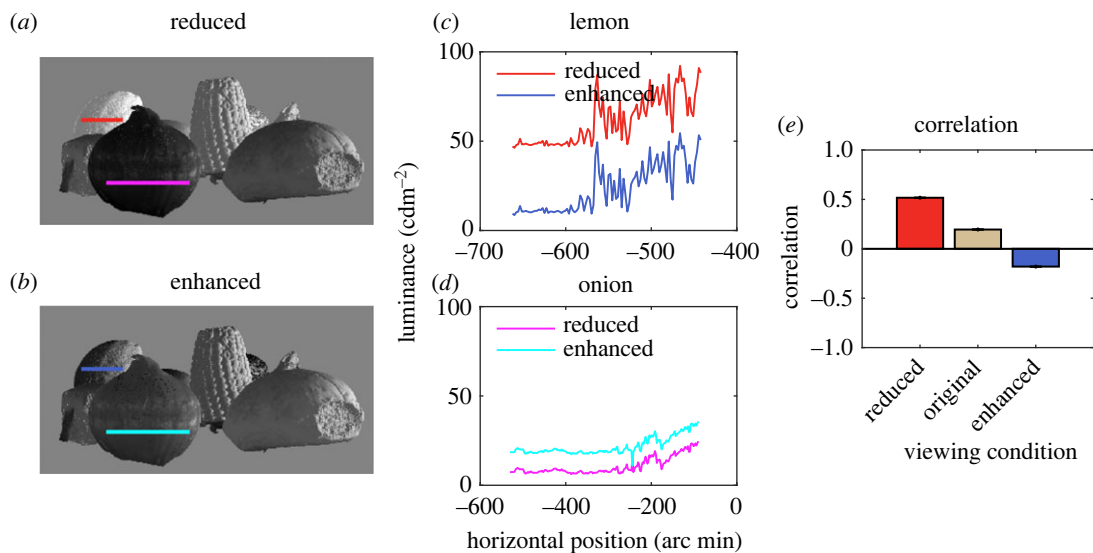 (a) reduced
(b) enhanced
(c) lemon
luminance (cdm−2)
100
50
0
reduced
enhanced
−700 −600 −500 −400
(d) onion
100
50
0
reduced
enhanced
−600 −400 −200 0
horizontal position (arc min)
(e) correlation
correlation
1.0
0.5
0
−0.5
−1.0
reduced original enhanced
viewing condition